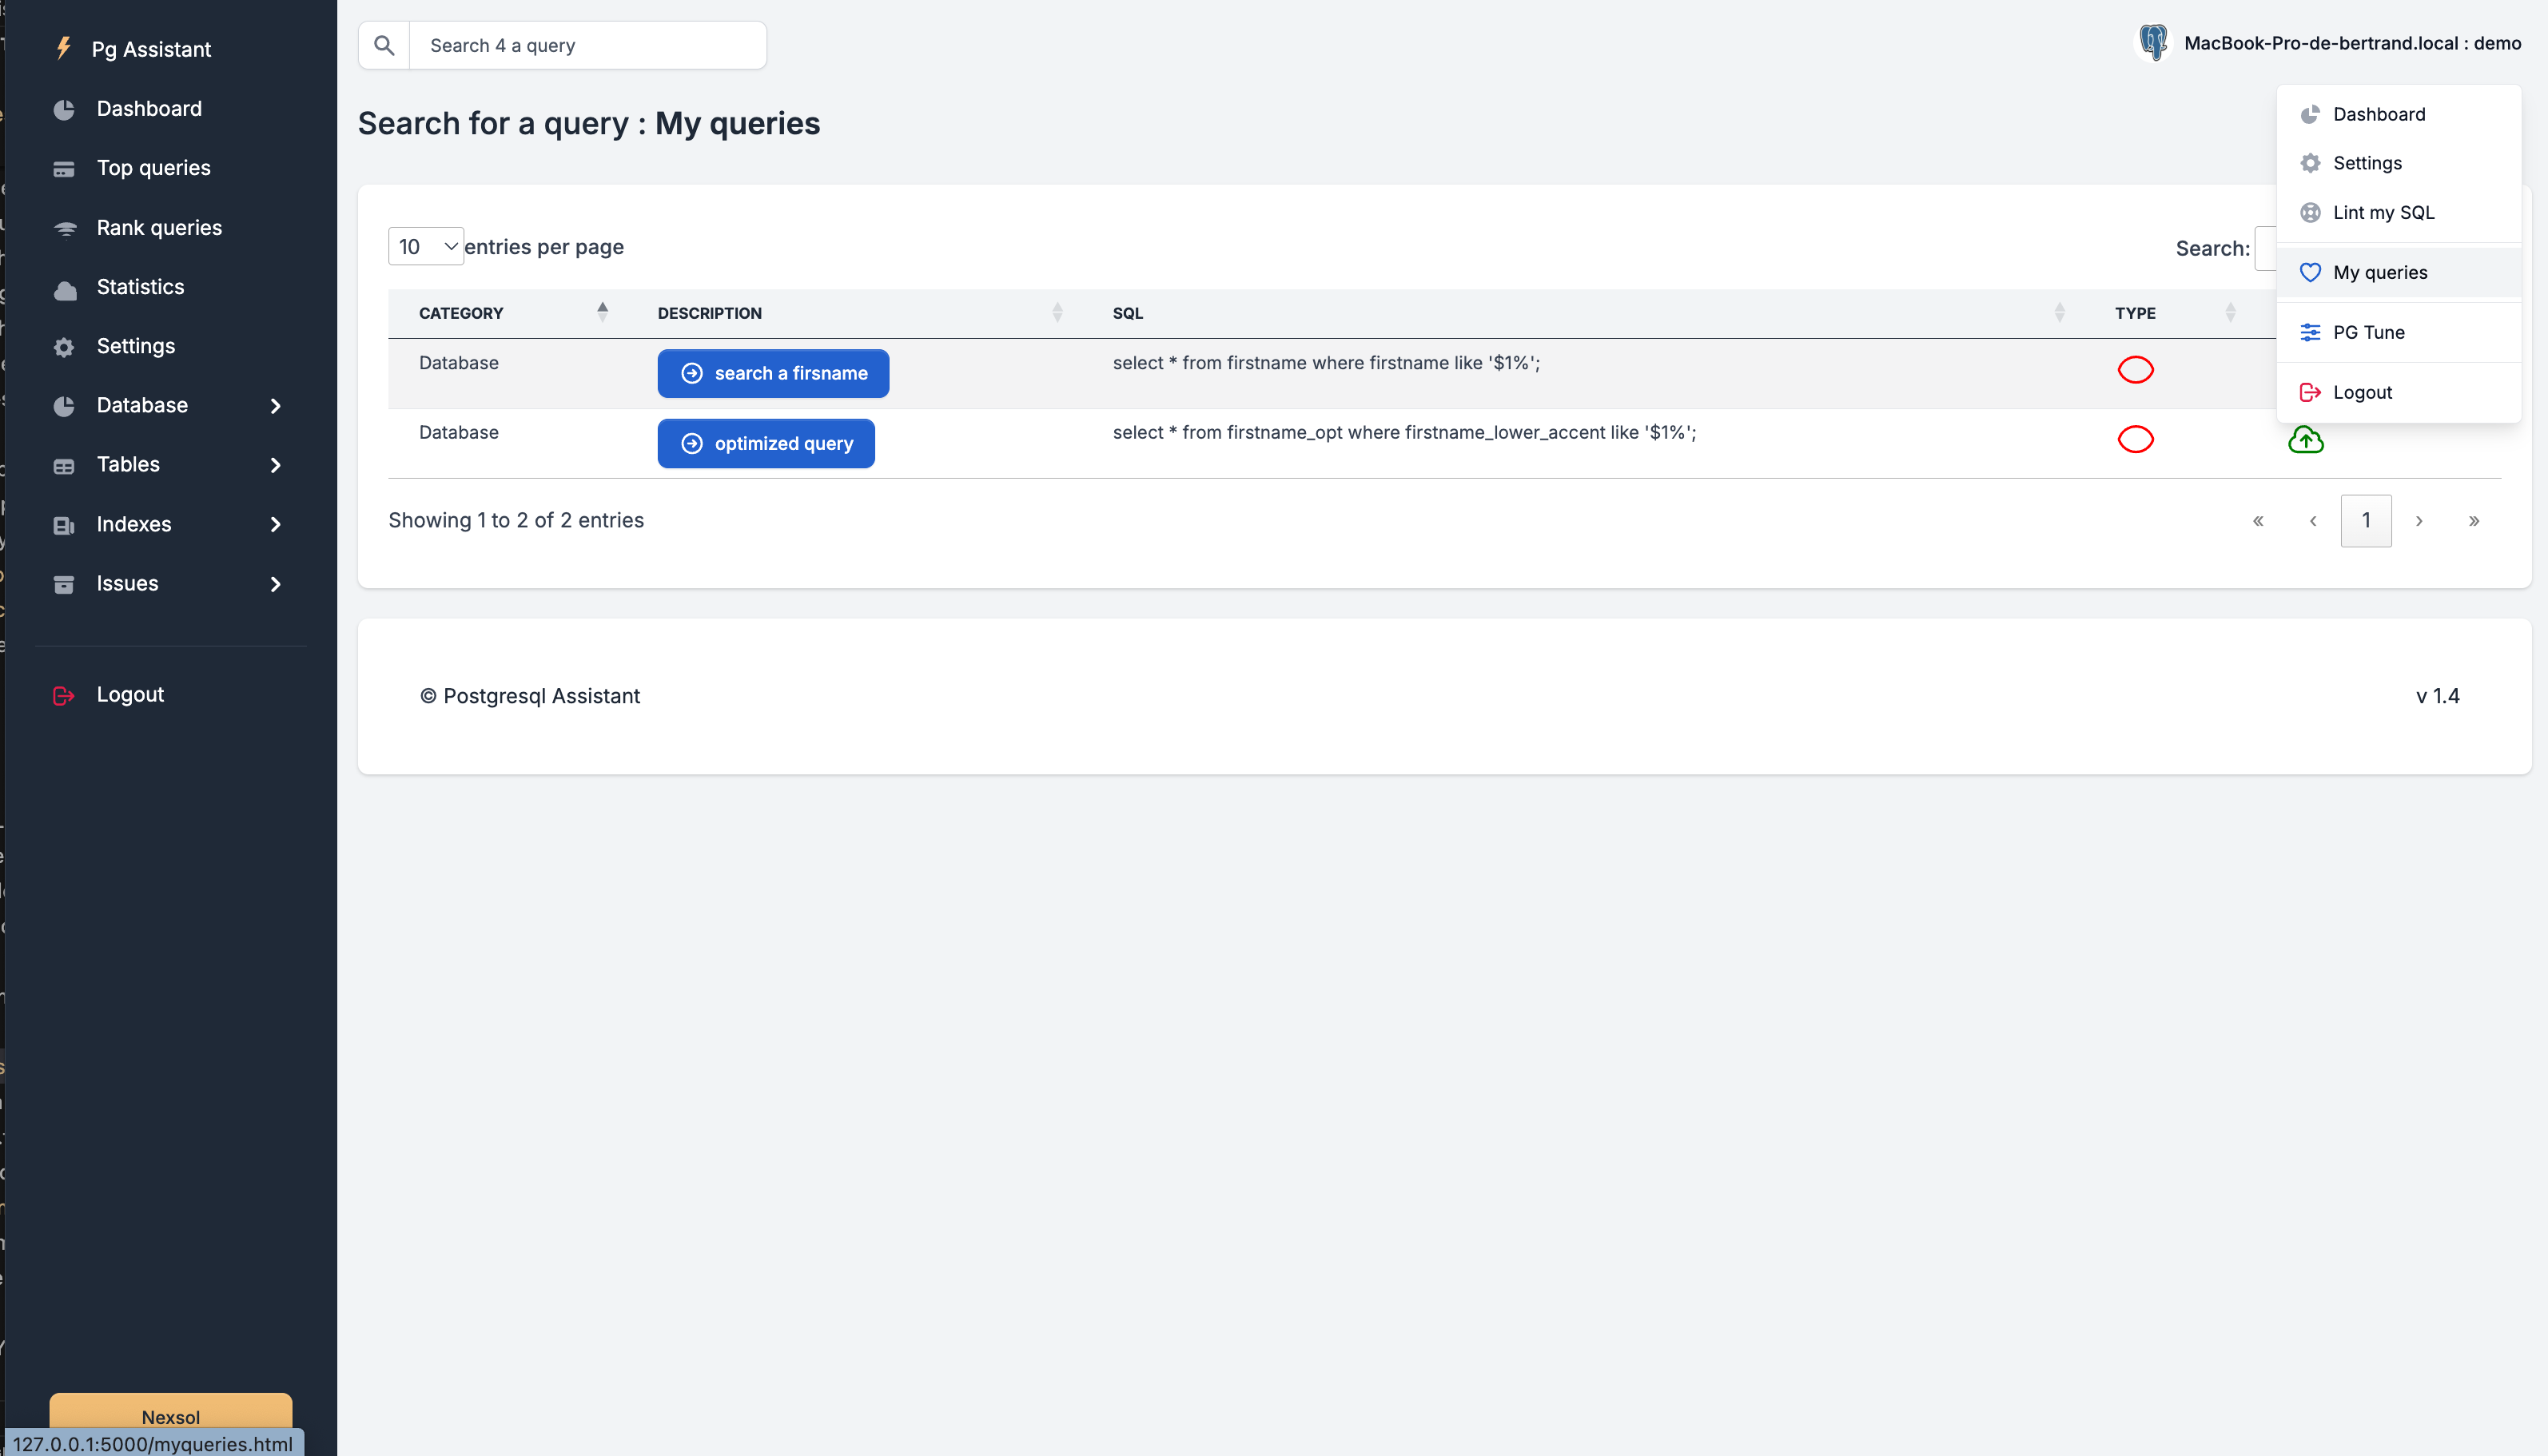 Pg Assistant
Dashboard
Top queries
Rank queries
Statistics
Settings
Database
Tables
Indexes
Issues
Logout
Nexsol
127.0.0.1:5000/myqueries.html
Search 4 a query
MacBook-Pro-de-bertrand.local : demo
Search for a query : My queries
Dashboard
Settings
Lint my SQL
My queries
PG Tune
Logout
10 entries per page
Search:
CATEGORY DESCRIPTION SQL TYPE
Database search a firsname select * from firstname where firstname like '$1%';
Database optimized query select * from firstname_opt where firstname_lower_accent like '$1%';
Showing 1 to 2 of 2 entries
« ‹ 1 › »
© Postgresql Assistant
v 1.4